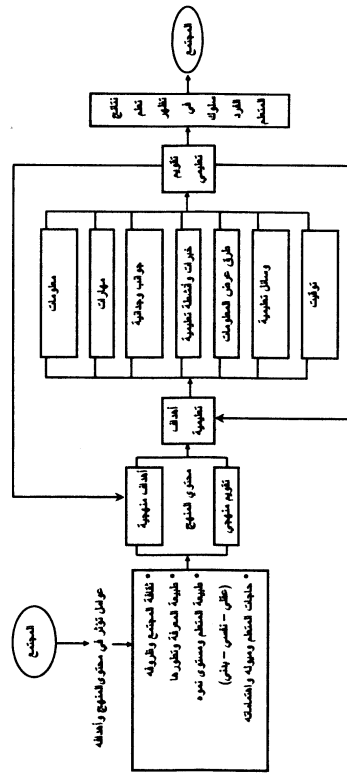 المجتمع
عوامل تؤثر في محتوى المنهج وأهدافه
• ثقافة المجتمع وظروفه
• طبيعة المعرفة وتطورها
• طبيعة المتعلم ومستوى نموه
(عقلي – نفسي – بدني)
• حاجات المتعلم وميوله واهتماماته
أهداف منهجية
محتوي المنهج
تقويم منهجي
أهداف
تعليمية
معلومات
مهارات
جوانب وجدانية
خبرات وأنشطة تعليمية
طرق عرض المعلومات
وسائل تعليمية
توقيت
تقويم
تعليمي
نتائج
تعلم
تظهر
في
سلوك
الفرد
المتعلم
المجتمع